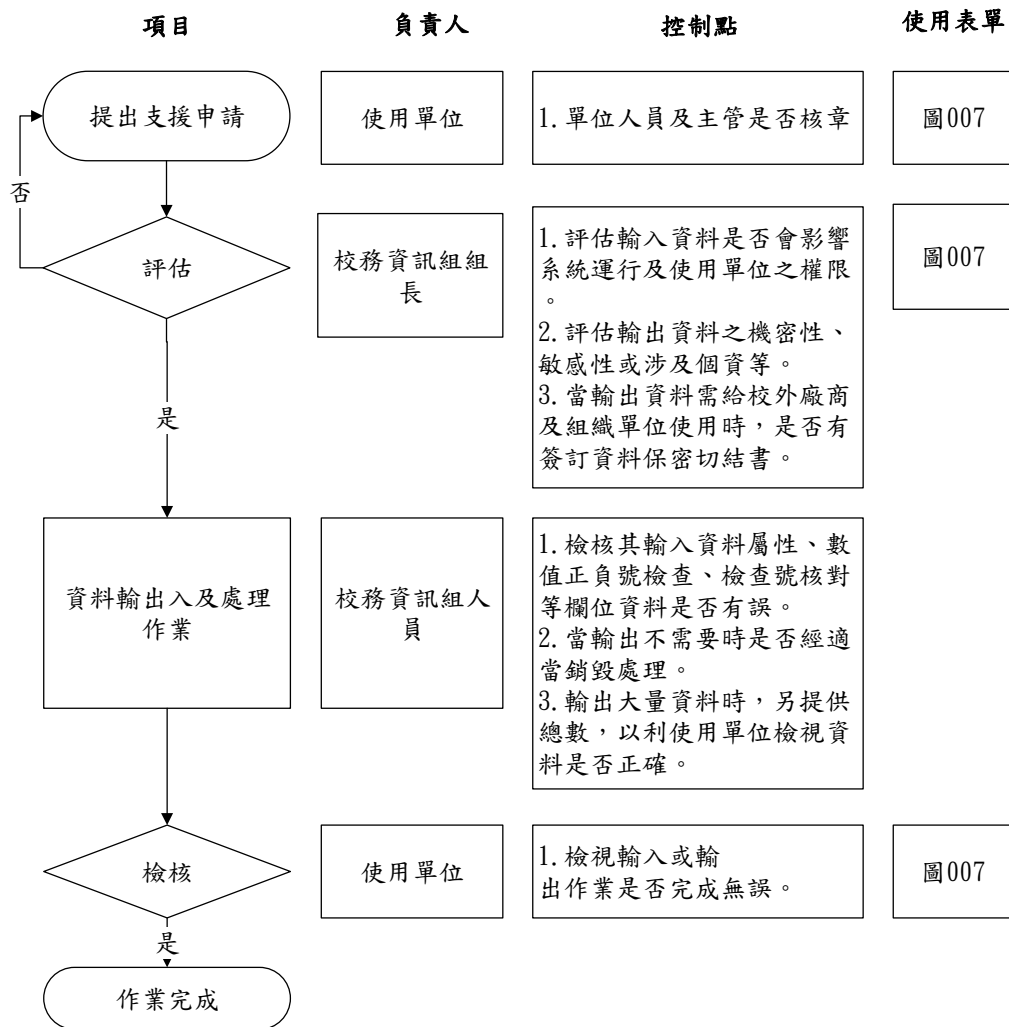 項目 負責人 控制點 使用表單
提出支援申請
使用單位
1.單位人員及主管是否核章
圖007
否
評估
校務資訊組組
長
1.評估輸入資料是否會影響
系統運行及使用單位之權限
。
2.評估輸出資料之機密性、
敏感性或涉及個資等。
3.當輸出資料需給校外廠商
及組織單位使用時，是否有
簽訂資料保密切結書。
圖007
是
資料輸出入及處理
作業
校務資訊組人
員
1.檢核其輸入資料屬性、數
值正負號檢查、檢查號核對
等欄位資料是否有誤。
2.當輸出不需要時是否經適
當銷毀處理。
3.輸出大量資料時，另提供
總數，以利使用單位檢視資
料是否正確。
檢核
使用單位
1.檢視輸入或輸
出作業是否完成無誤。
圖007
是
作業完成